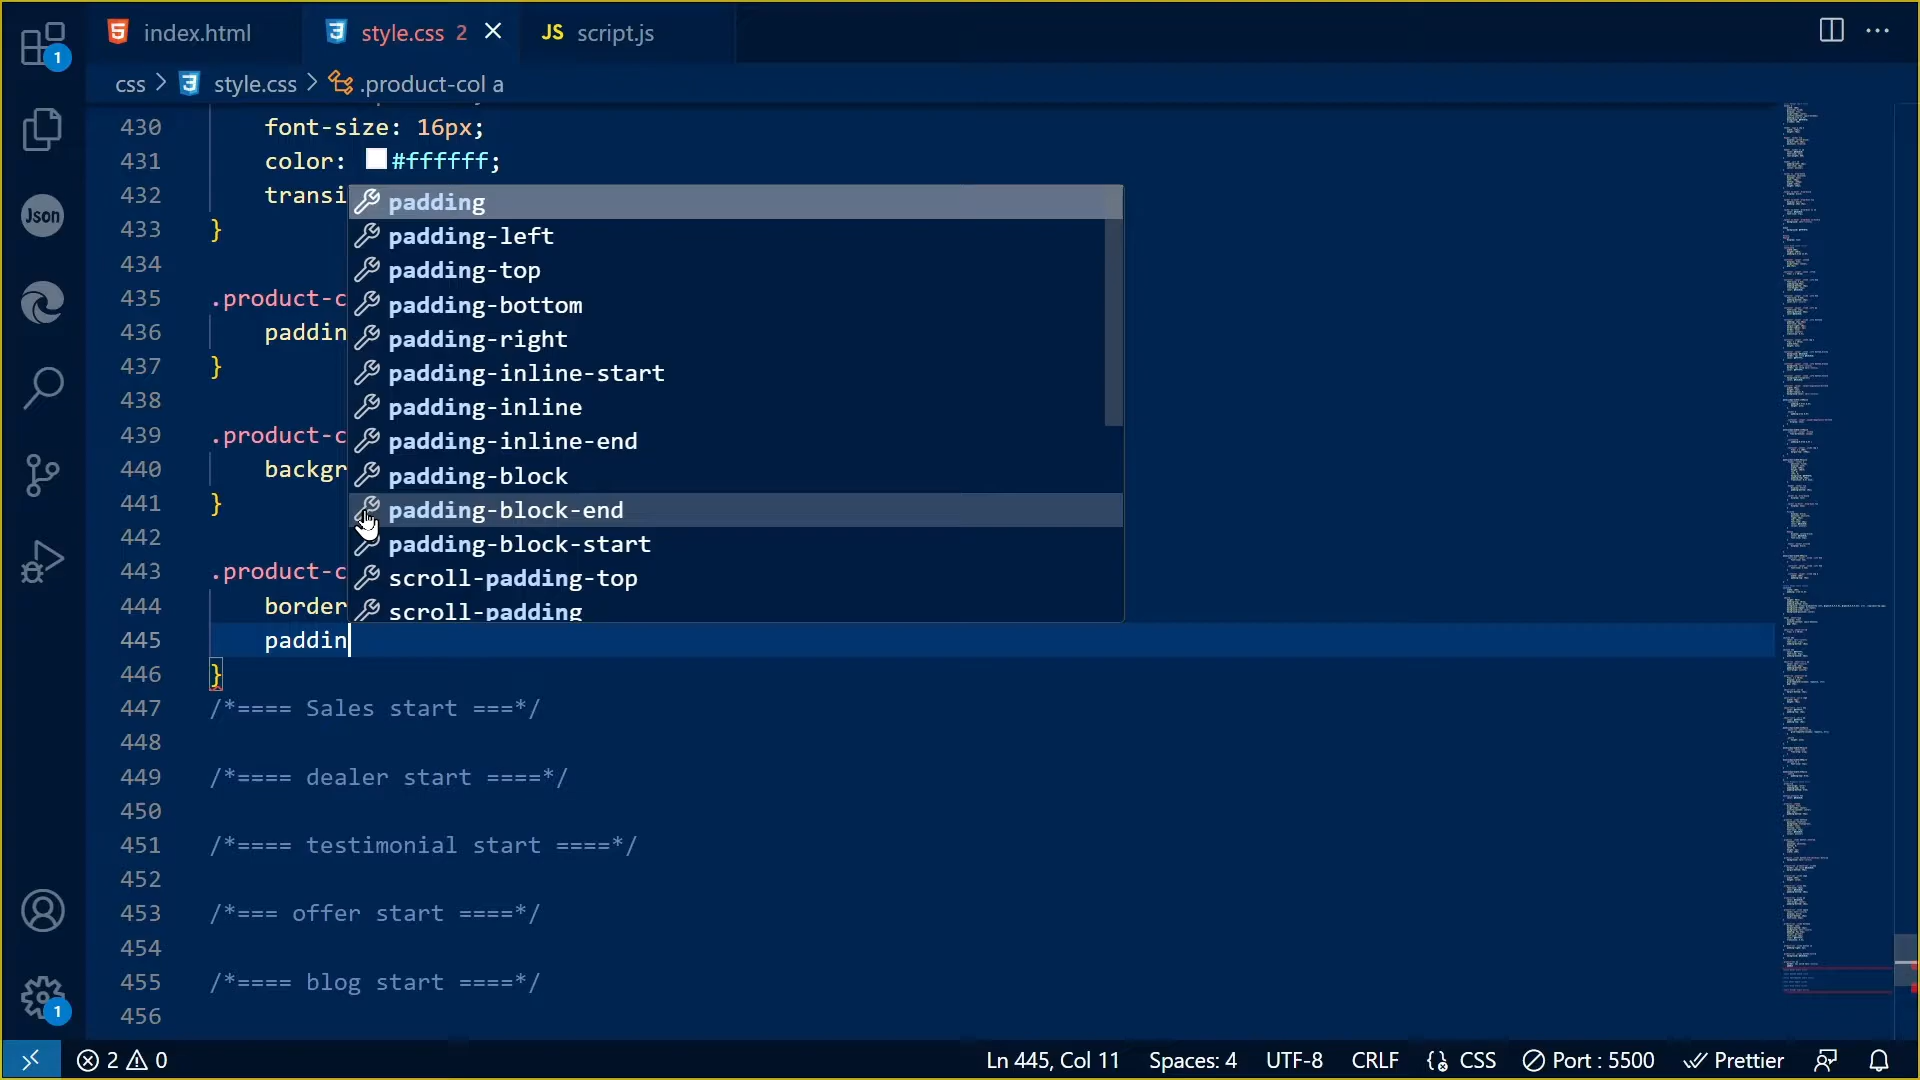 index.html
style.css 2
JS script.js
1
css > style.css > .product-col a
430 font-size: 16px;
431 color: #ffffff;
432 transi
433 }
434
435 .product-c
436 paddin
437 }
438
439 .product-c
440 backgr
441 }
442
443 .product-c
444 border
445 paddin
446 }
447 /*==== Sales start ===*/
448
449 /*==== dealer start ====*/
450
451 /*==== testimonial start ====*/
452
453 /*=== offer start ====*/
454
455 /*==== blog start ====*/
456
padding
padding-left
padding-top
padding-bottom
padding-right
padding-inline-start
padding-inline
padding-inline-end
padding-block
padding-block-end
padding-block-start
scroll-padding-top
scroll-padding
Json
1
2 0
Ln 445, Col 11
Spaces: 4
UTF-8
CRLF
CSS
Port : 5500
Prettier